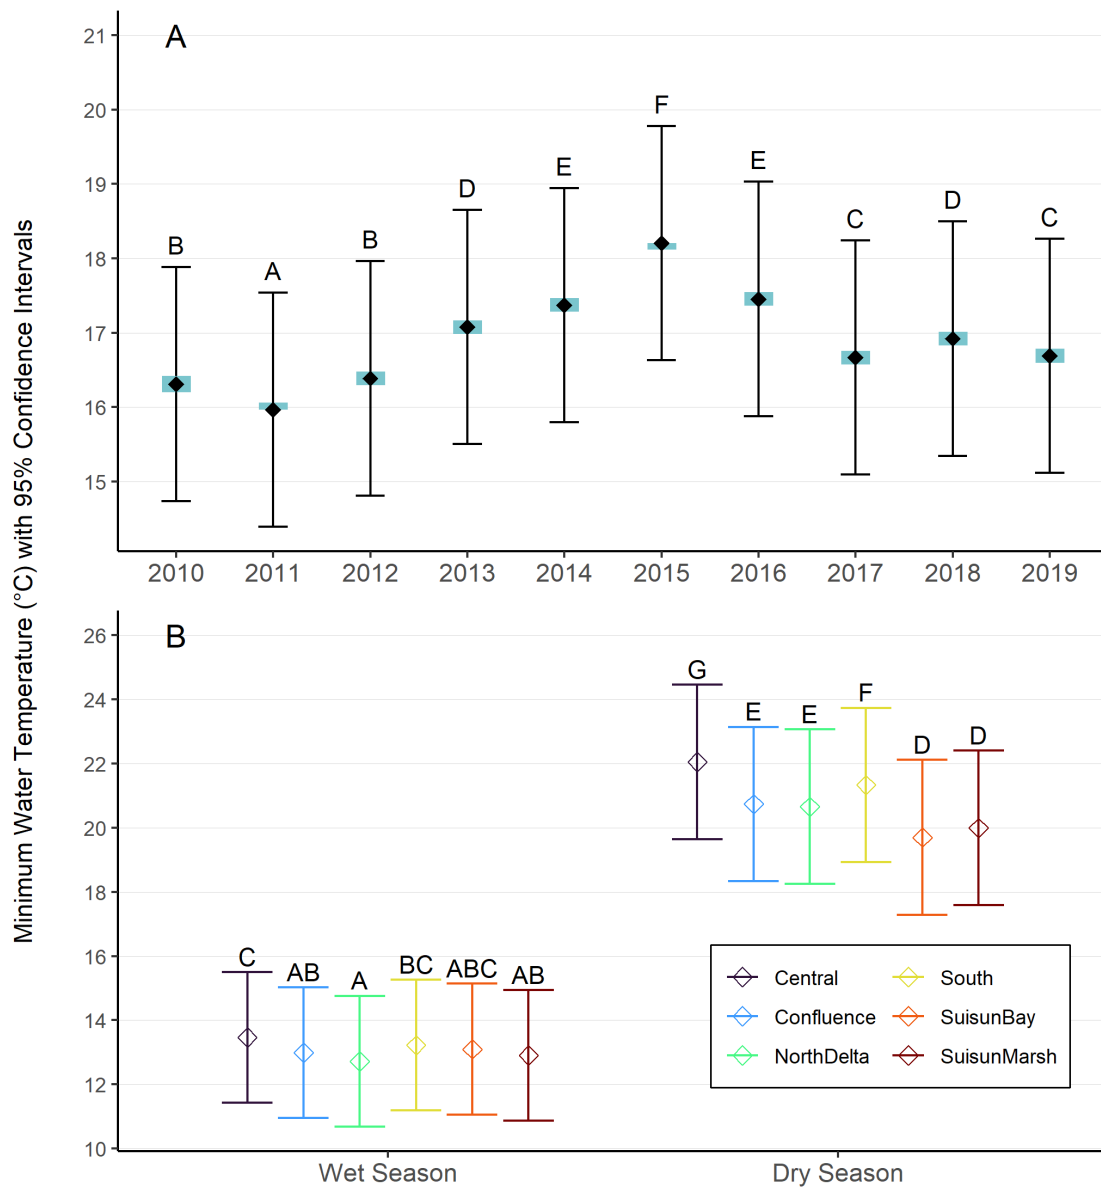 Minimum Water Temperature (°C) with 95% Confidence Intervals
A
21
20
19
18
17
16
15
B
A
B
D
E
F
E
C
D
C
2010 2011 2012 2013 2014 2015 2016 2017 2018 2019
B
26
24
22
20
18
16
14
12
10
C AB A BC ABC AB
G E E F D D
Central South
Confluence SuisunBay
NorthDelta SuisunMarsh
Wet Season Dry Season